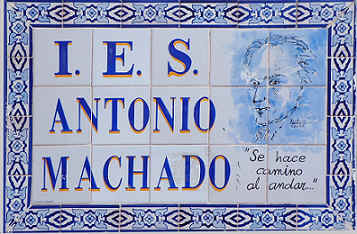 I. E. S.
ANTONIO
MACHADO
"Se hace
camino
al andar..."